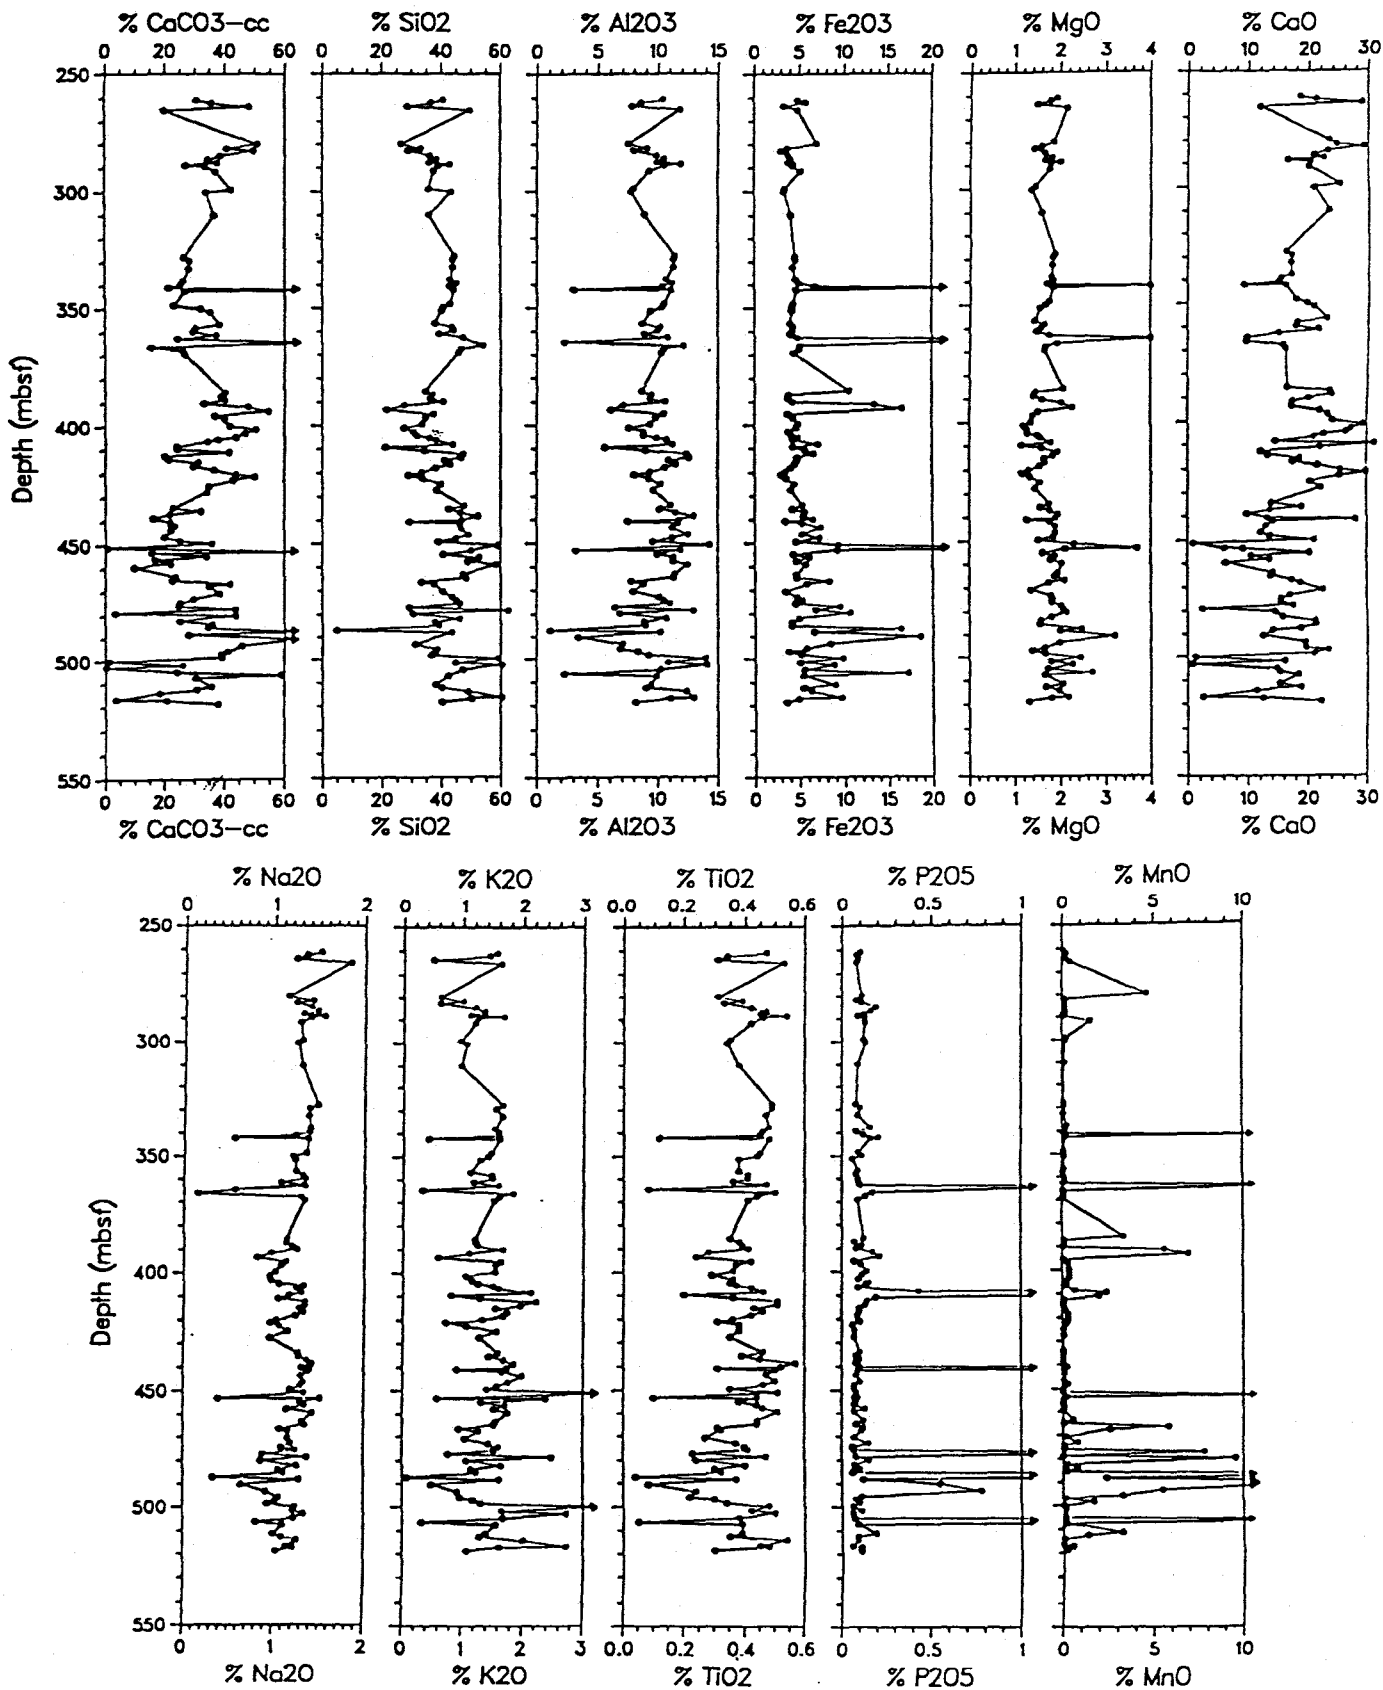 % CaCO3-cc % SiO2 % Al2O3 % Fe2O3 % MgO % CaO
0 20 40 60 0 20 40 60 0 5 10 15 0 5 10 15 20 0 1 2 3 4 0 10 20 30
250
300
350
400
450
500
550
Depth (mbsf)
0 20 40 60 0 20 40 60 0 5 10 15 0 5 10 15 20 0 1 2 3 4 0 10 20 30
% CaCO3-cc % SiO2 % Al2O3 % Fe2O3 % MgO % CaO
% Na2O % K2O % TiO2 % P2O5 % MnO
0 1 2 0 1 2 3 0.0 0.2 0.4 0.6 0 0.5 1 0 5 10
250
300
350
400
450
500
550
Depth (mbsf)
0 1 2 0 1 2 3 0.0 0.2 0.4 0.6 0 0.5 1 0 5 10
% Na2O % K2O % TiO2 % P2O5 % MnO